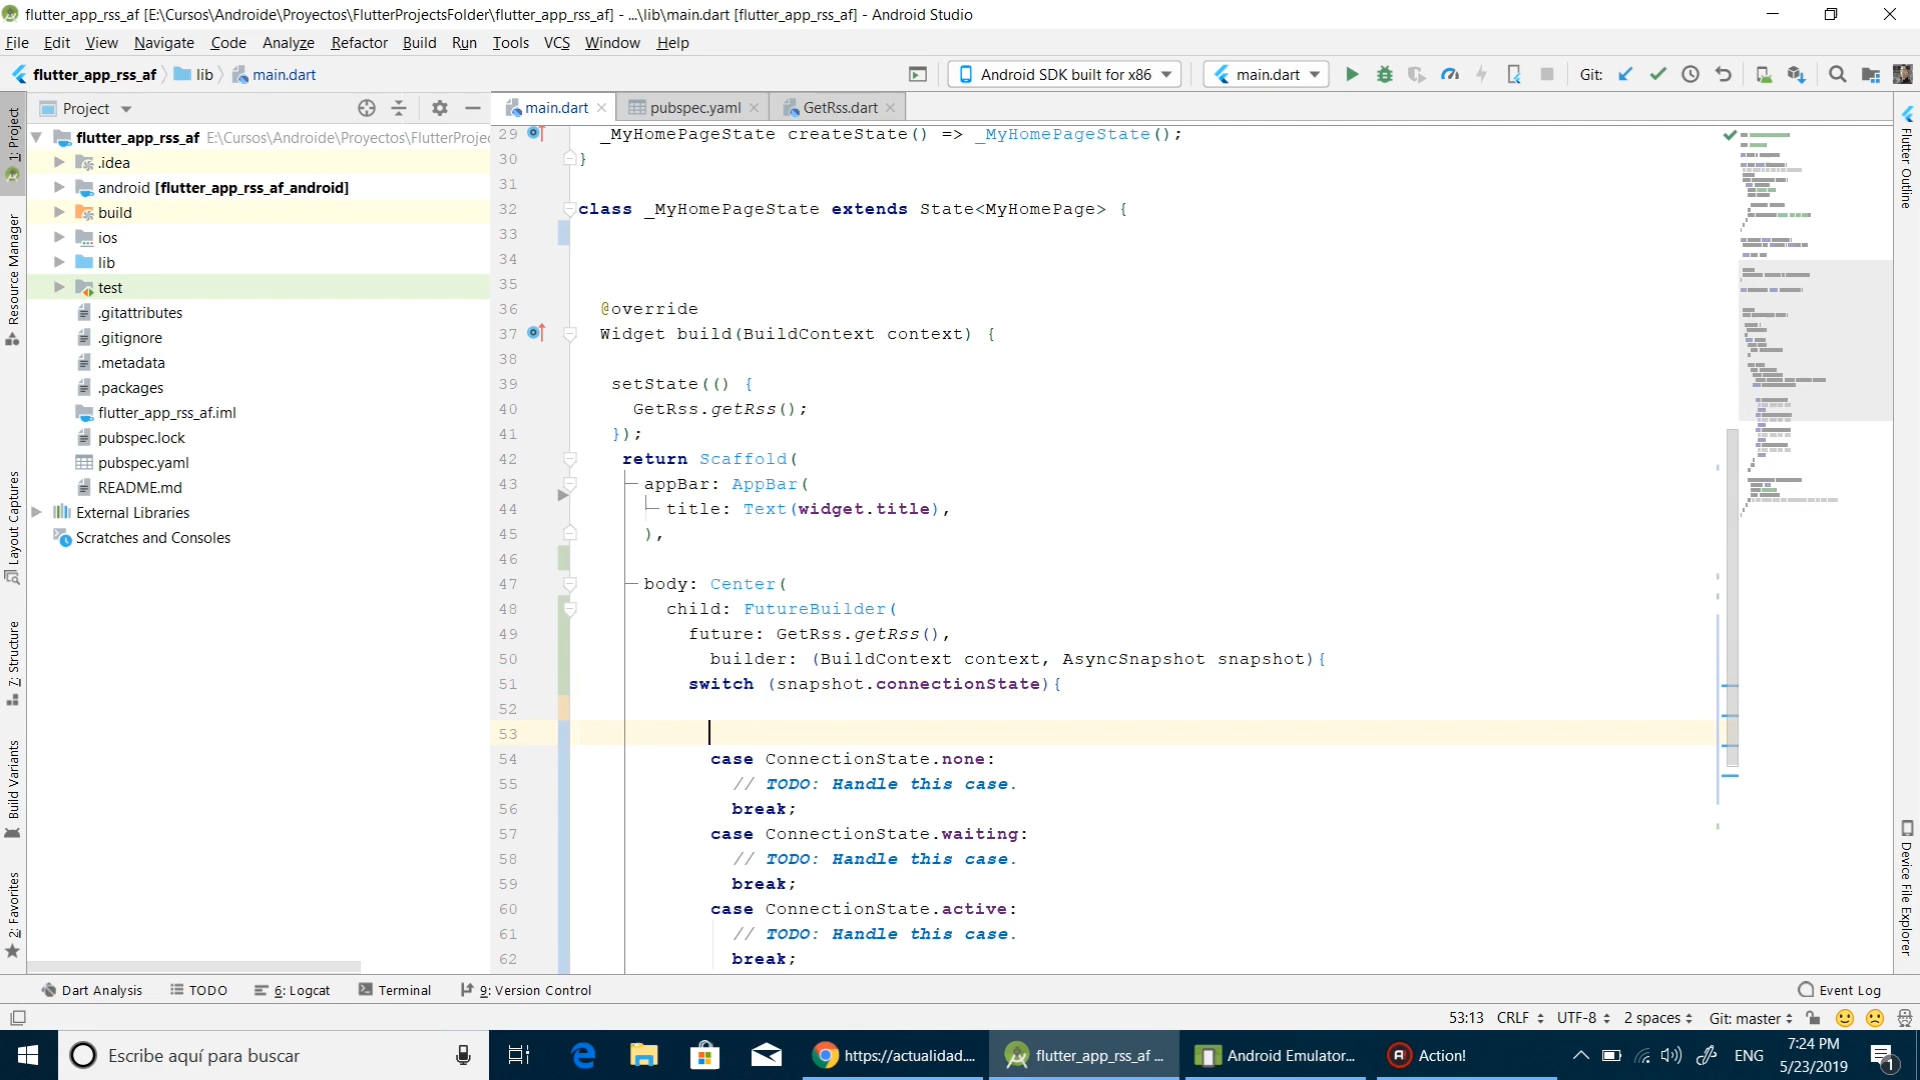 flutter_app_rss_af [E:\Cursos\Androide\Proyectos\FlutterProjectsFolder\flutter_app_rss_af] - ...\lib\main.dart [flutter_app_rss_af] - Android Studio
File Edit View Navigate Code Analyze Refactor Build Run Tools VCS Window Help
flutter_app_rss_af lib main.dart Android SDK built for x86 main.dart Git:
Project main.dart pubspec.yaml GetRss.dart
1: Project
Resource Manager
Layout Captures
7: Structure
Build Variants
2: Favorites
flutter_app_rss_af E:\Cursos\Androide\Proyectos\FlutterProjec
.idea
android [flutter_app_rss_af_android]
build
ios
lib
test
.gitattributes
.gitignore
.metadata
.packages
flutter_app_rss_af.iml
pubspec.lock
pubspec.yaml
README.md
External Libraries
Scratches and Consoles
29 _MyHomePageState createState() => _MyHomePageState();
30 }
31
32 class _MyHomePageState extends State<MyHomePage> {
33
34
35
36 @override
37 Widget build(BuildContext context) {
38
39 setState(() {
40 GetRss.getRss();
41 });
42 return Scaffold(
43 appBar: AppBar(
44 title: Text(widget.title),
45 ),
46
47 body: Center(
48 child: FutureBuilder(
49 future: GetRss.getRss(),
50 builder: (BuildContext context, AsyncSnapshot snapshot){
51 switch (snapshot.connectionState){
52
53
54 case ConnectionState.none:
55 // TODO: Handle this case.
56 break;
57 case ConnectionState.waiting:
58 // TODO: Handle this case.
59 break;
60 case ConnectionState.active:
61 // TODO: Handle this case.
62 break;
Flutter Outline
Device File Explorer
Dart Analysis TODO 6: Logcat Terminal 9: Version Control Event Log
53:13 CRLF UTF-8 2 spaces Git: master
Escribe aquí para buscar https://actualidad.... flutter_app_rss_af ... Android Emulator... Action! ENG 7:24 PM
5/23/2019
1